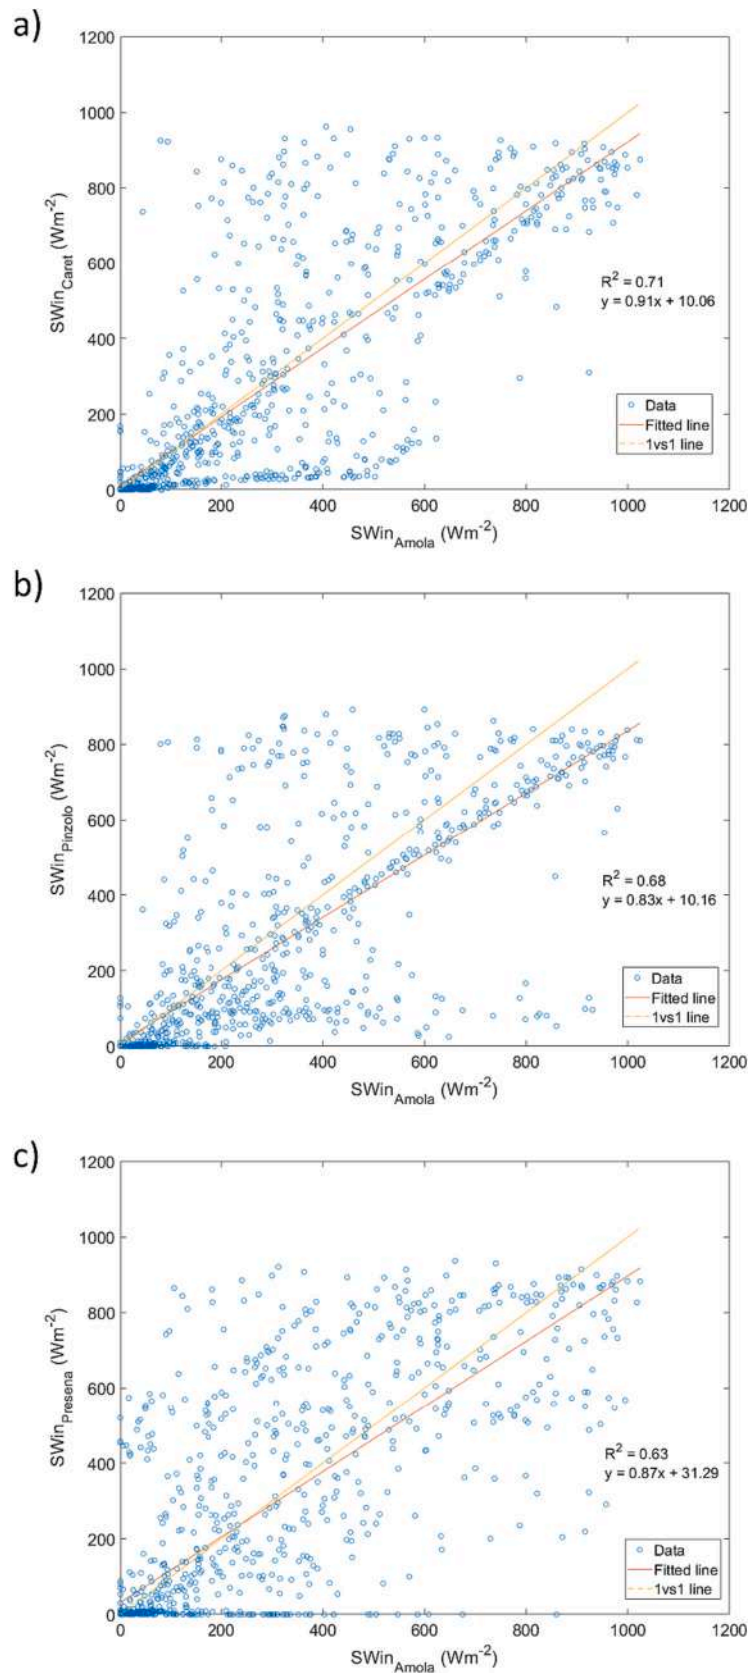 a)
1200
1000
800
600
400
200
0
SWin_Caret (Wm^-2)
R^2 = 0.71
y = 0.91x + 10.06
Data
Fitted line
1vs1 line
0 200 400 600 800 1000 1200
SWin_Amola (Wm^-2)
b)
1200
1000
800
600
400
200
0
SWin_Pinzolo (Wm^-2)
R^2 = 0.68
y = 0.83x + 10.16
Data
Fitted line
1vs1 line
0 200 400 600 800 1000 1200
SWin_Amola (Wm^-2)
c)
1200
1000
800
600
400
200
0
SWin_Presena (Wm^-2)
R^2 = 0.63
y = 0.87x + 31.29
Data
Fitted line
1vs1 line
0 200 400 600 800 1000 1200
SWin_Amola (Wm^-2)